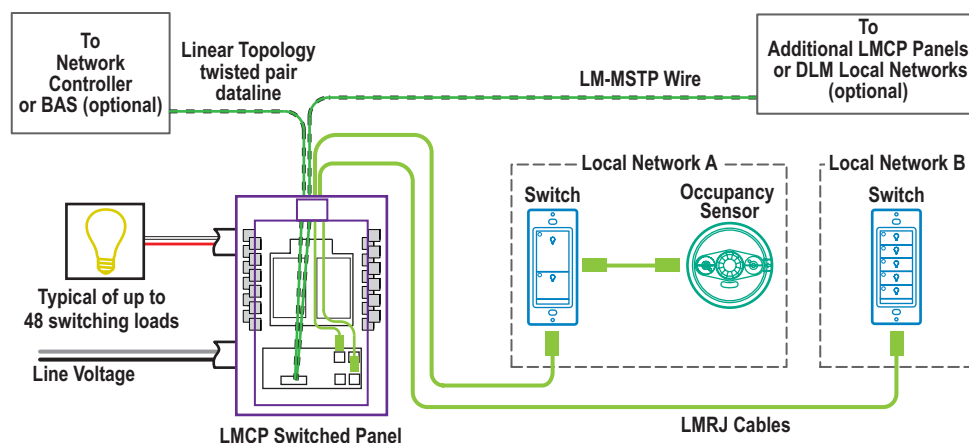 To
Network
Controller
or BAS (optional)
Linear Topology
twisted pair
dataline
LM-MSTP Wire
To
Additional LMCP Panels
or DLM Local Networks
(optional)
Local Network A
Switch
Occupancy
Sensor
Local Network B
Switch
Typical of up to
48 switching loads
Line Voltage
LMCP Switched Panel
LMRJ Cables